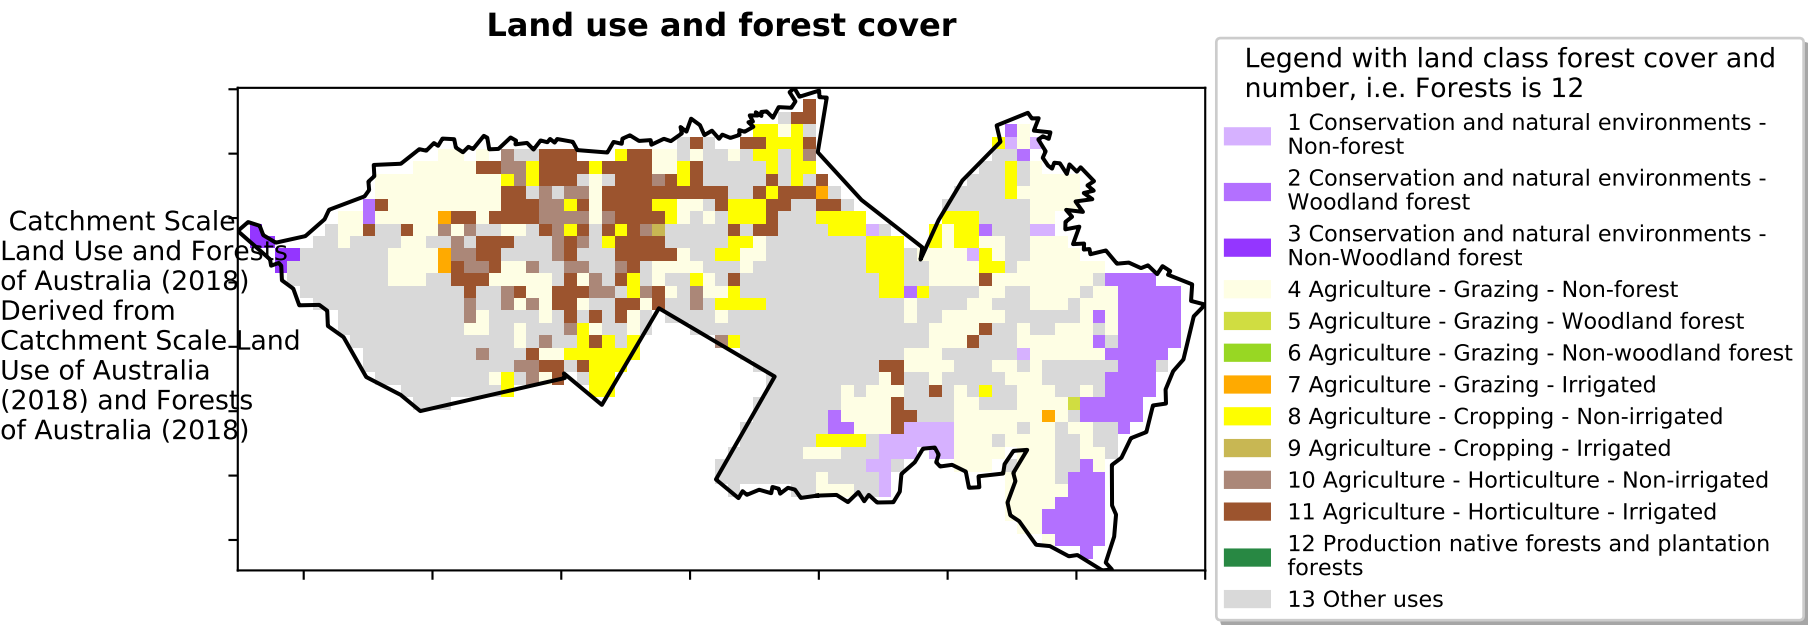 Land use and forest cover
Catchment Scale
Land Use and Forests
of Australia (2018)
Derived from
Catchment Scale Land
Use of Australia
(2018) and Forests
of Australia (2018)
Legend with land class forest cover and
number, i.e. Forests is 12
1 Conservation and natural environments -
Non-forest
2 Conservation and natural environments -
Woodland forest
3 Conservation and natural environments -
Non-Woodland forest
4 Agriculture - Grazing - Non-forest
5 Agriculture - Grazing - Woodland forest
6 Agriculture - Grazing - Non-woodland forest
7 Agriculture - Grazing - Irrigated
8 Agriculture - Cropping - Non-irrigated
9 Agriculture - Cropping - Irrigated
10 Agriculture - Horticulture - Non-irrigated
11 Agriculture - Horticulture - Irrigated
12 Production native forests and plantation
forests
13 Other uses